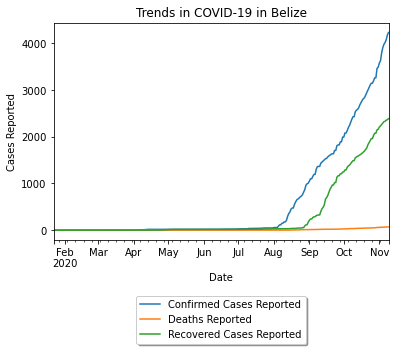 Trends in COVID-19 in Belize
4000
3000
2000
1000
0
Cases Reported
Feb Mar Apr May Jun Jul Aug Sep Oct Nov
2020
Date
Confirmed Cases Reported
Deaths Reported
Recovered Cases Reported